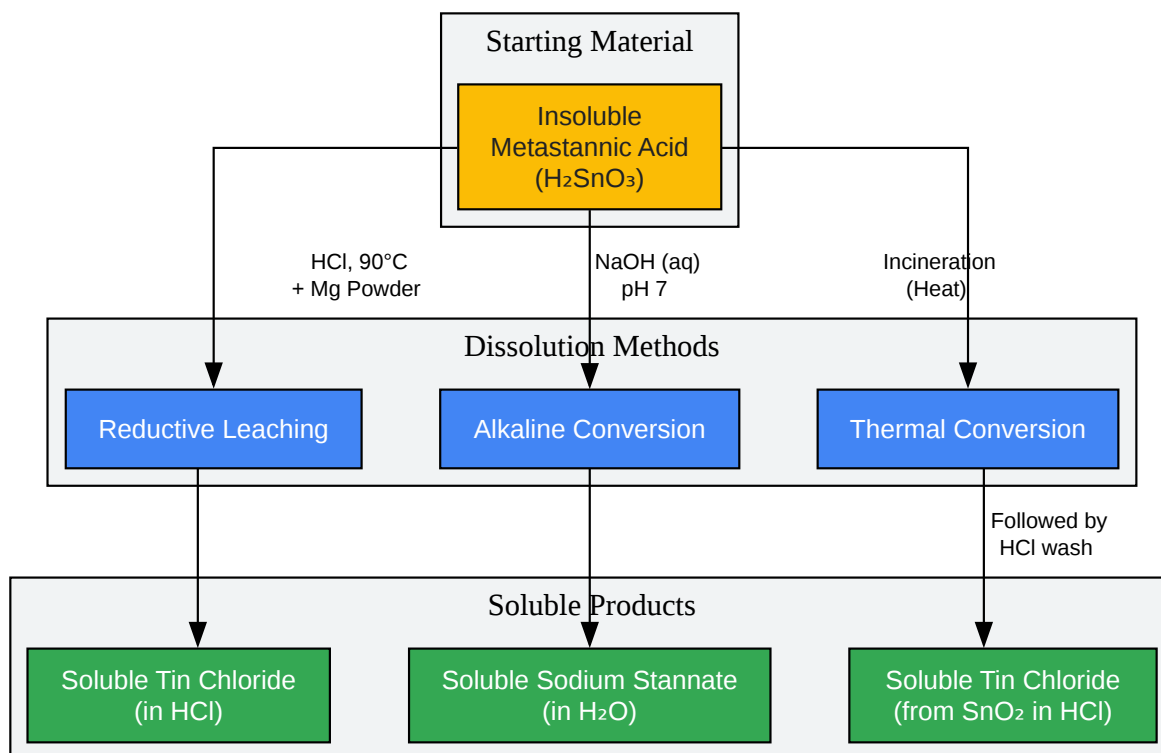 Starting Material
Insoluble
Metastannic Acid
(H₂SnO₃)
HCl, 90°C
+ Mg Powder
NaOH (aq)
pH 7
Incineration
(Heat)
Dissolution Methods
Reductive Leaching
Alkaline Conversion
Thermal Conversion
Followed by
HCl wash
Soluble Products
Soluble Tin Chloride
(in HCl)
Soluble Sodium Stannate
(in H₂O)
Soluble Tin Chloride
(from SnO₂ in HCl)